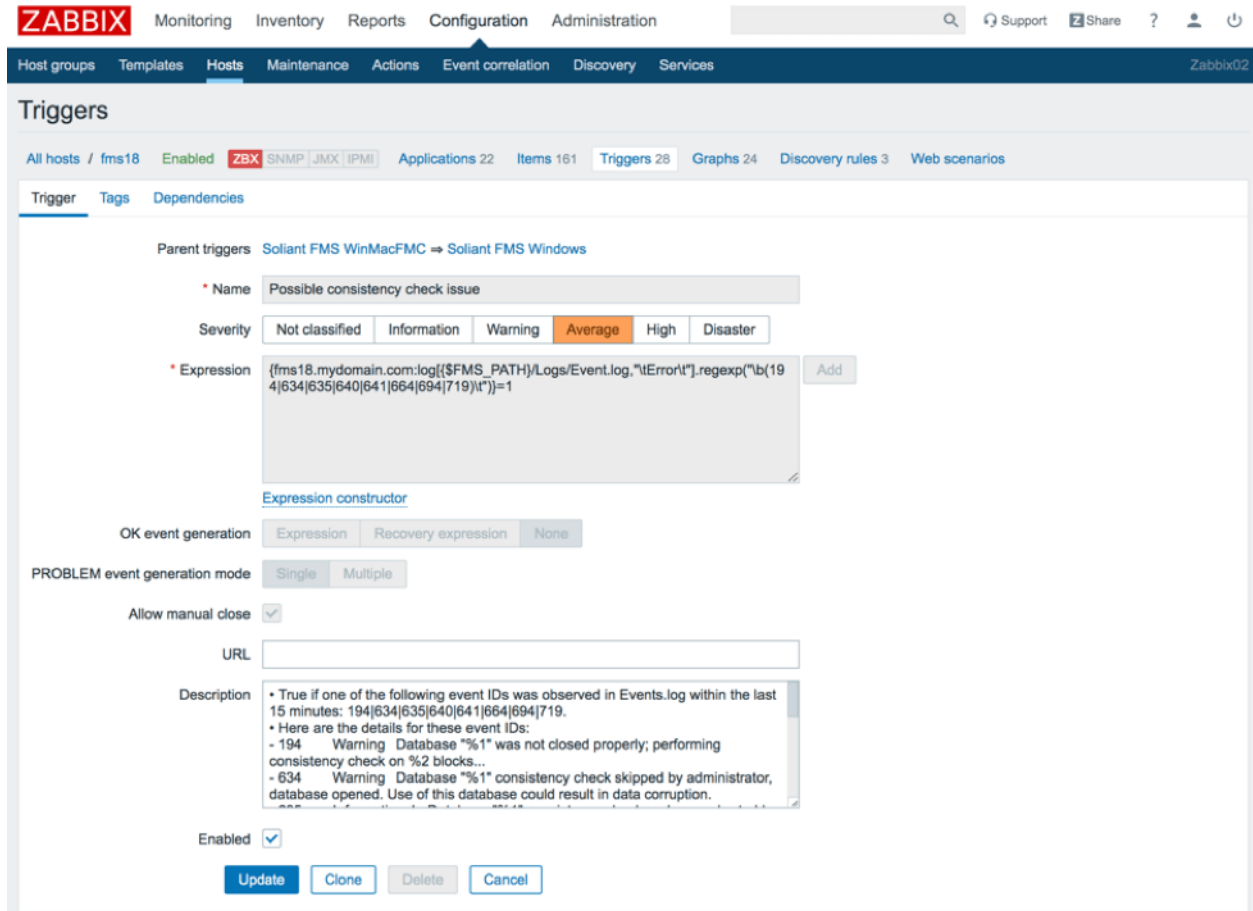 ZABBIX Monitoring Inventory Reports Configuration Administration Support Z Share ?
Host groups Templates Hosts Maintenance Actions Event correlation Discovery Services Zabbix02
Triggers
All hosts / fms18 Enabled ZBX SNMP JMX IPMI Applications 22 Items 161 Triggers 28 Graphs 24 Discovery rules 3 Web scenarios
Trigger Tags Dependencies
Parent triggers Soliant FMS WinMacFMC ⇒ Soliant FMS Windows
* Name Possible consistency check issue
Severity Not classified Information Warning Average High Disaster
* Expression {fms18.mydomain.com:log[{$FMS_PATH}/Logs/Event.log,"\tError\t"].regexp("\b(19 Add
4|634|635|640|641|664|694|719)\t")}=1
Expression constructor
OK event generation Expression Recovery expression None
PROBLEM event generation mode Single Multiple
Allow manual close
URL
Description • True if one of the following event IDs was observed in Events.log within the last
15 minutes: 194|634|635|640|641|664|694|719.
• Here are the details for these event IDs:
- 194 Warning Database "%1" was not closed properly; performing
consistency check on %2 blocks...
- 634 Warning Database "%1" consistency check skipped by administrator,
database opened. Use of this database could result in data corruption.
Enabled
Update Clone Delete Cancel